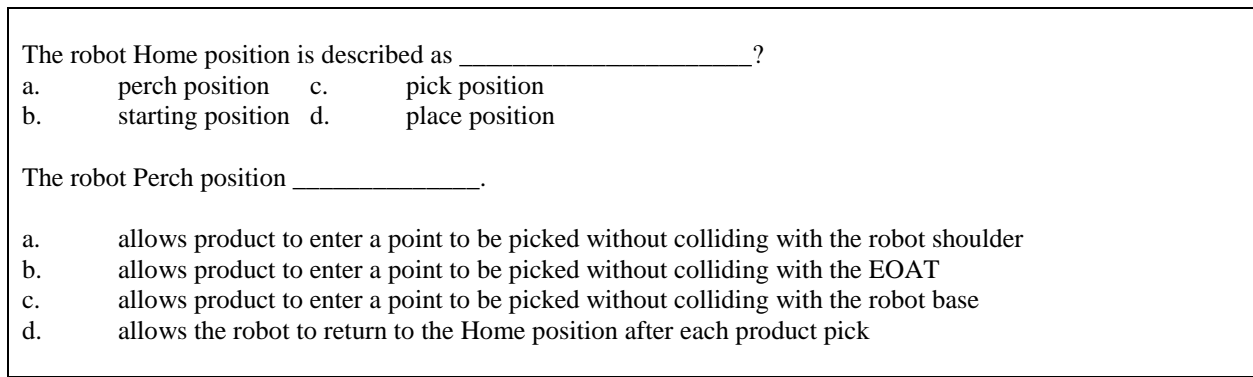 The robot Home position is described as ______________________?
a. perch position c. pick position
b. starting position d. place position
The robot Perch position ______________.
a. allows product to enter a point to be picked without colliding with the robot shoulder
b. allows product to enter a point to be picked without colliding with the EOAT
c. allows product to enter a point to be picked without colliding with the robot base
d. allows the robot to return to the Home position after each product pick